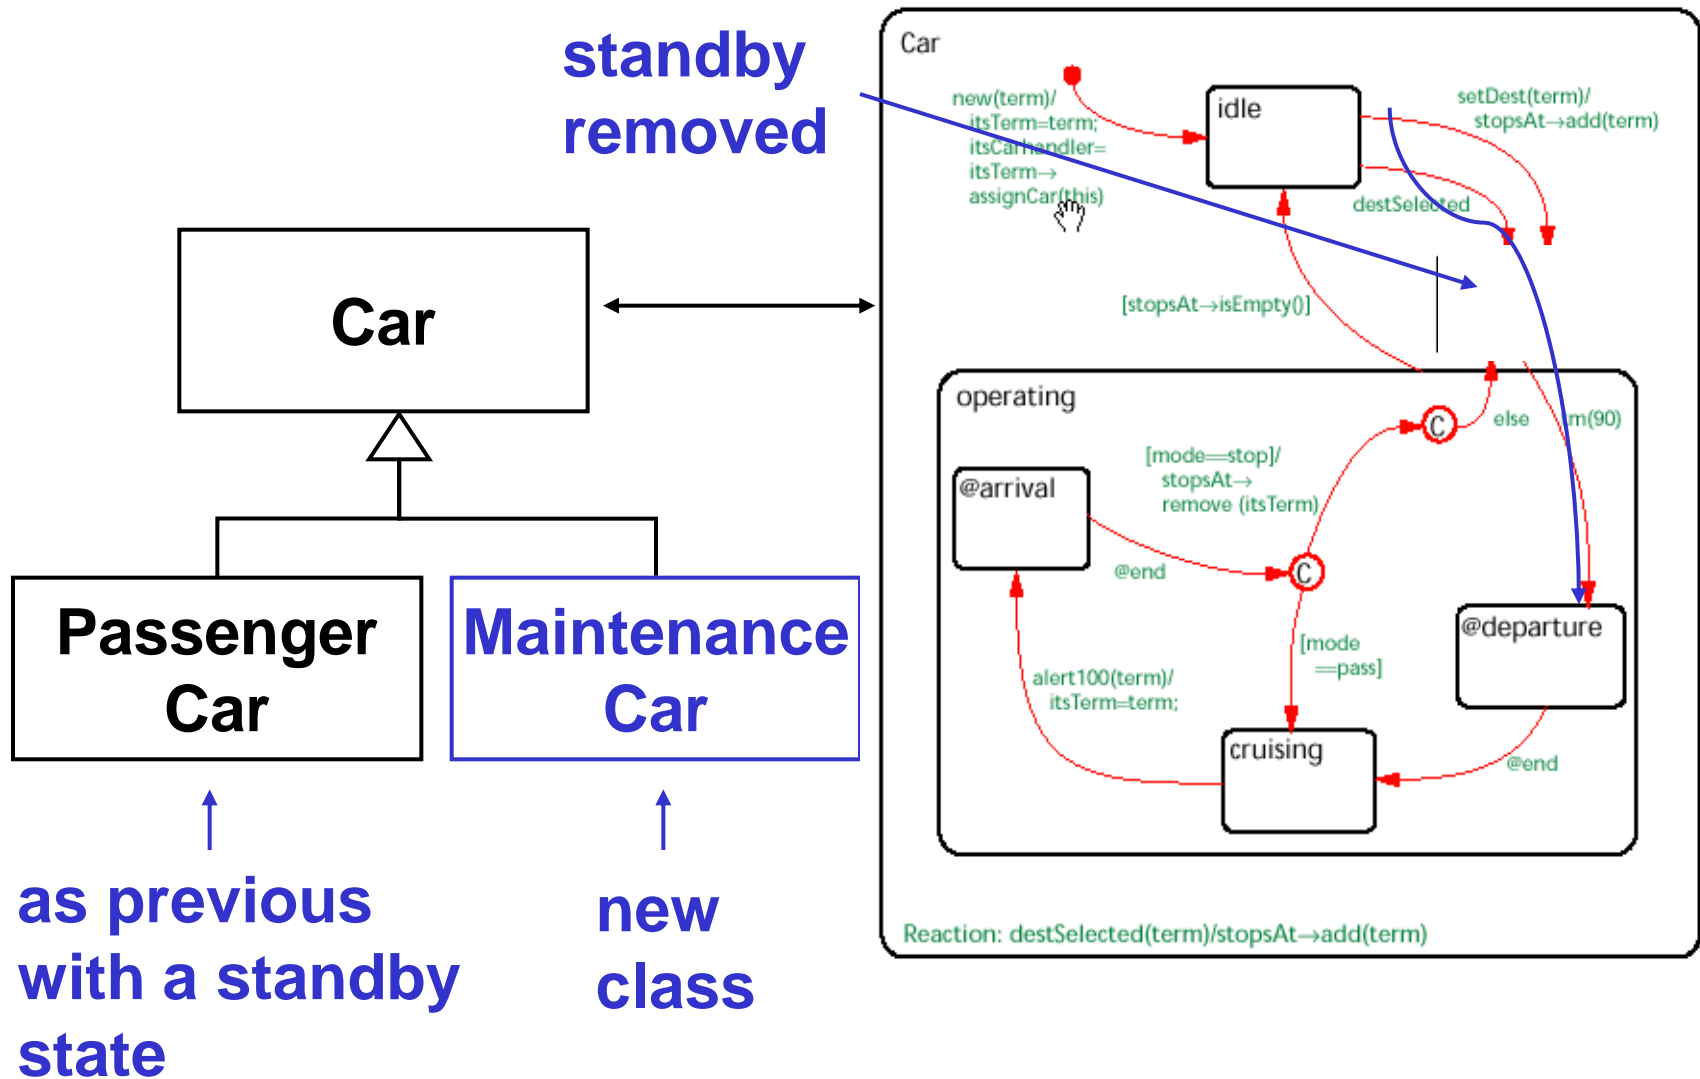 standby
removed
Car
Passenger
Car
Maintenance
Car
as previous
with a standby
state
new
class
Car
new(term)/
itsTerm=term;
itsCarhandler=
itsTerm→
assignCar(this)
idle
setDest(term)/
stopsAt→add(term)
destSelected
[stopsAt→isEmpty()]
operating
C
else
tm(90)
[mode==stop]/
stopsAt→
remove (itsTerm)
@arrival
@end
C
@departure
[mode
==pass]
alert100(term)/
itsTerm=term;
cruising
@end
Reaction: destSelected(term)/stopsAt→add(term)